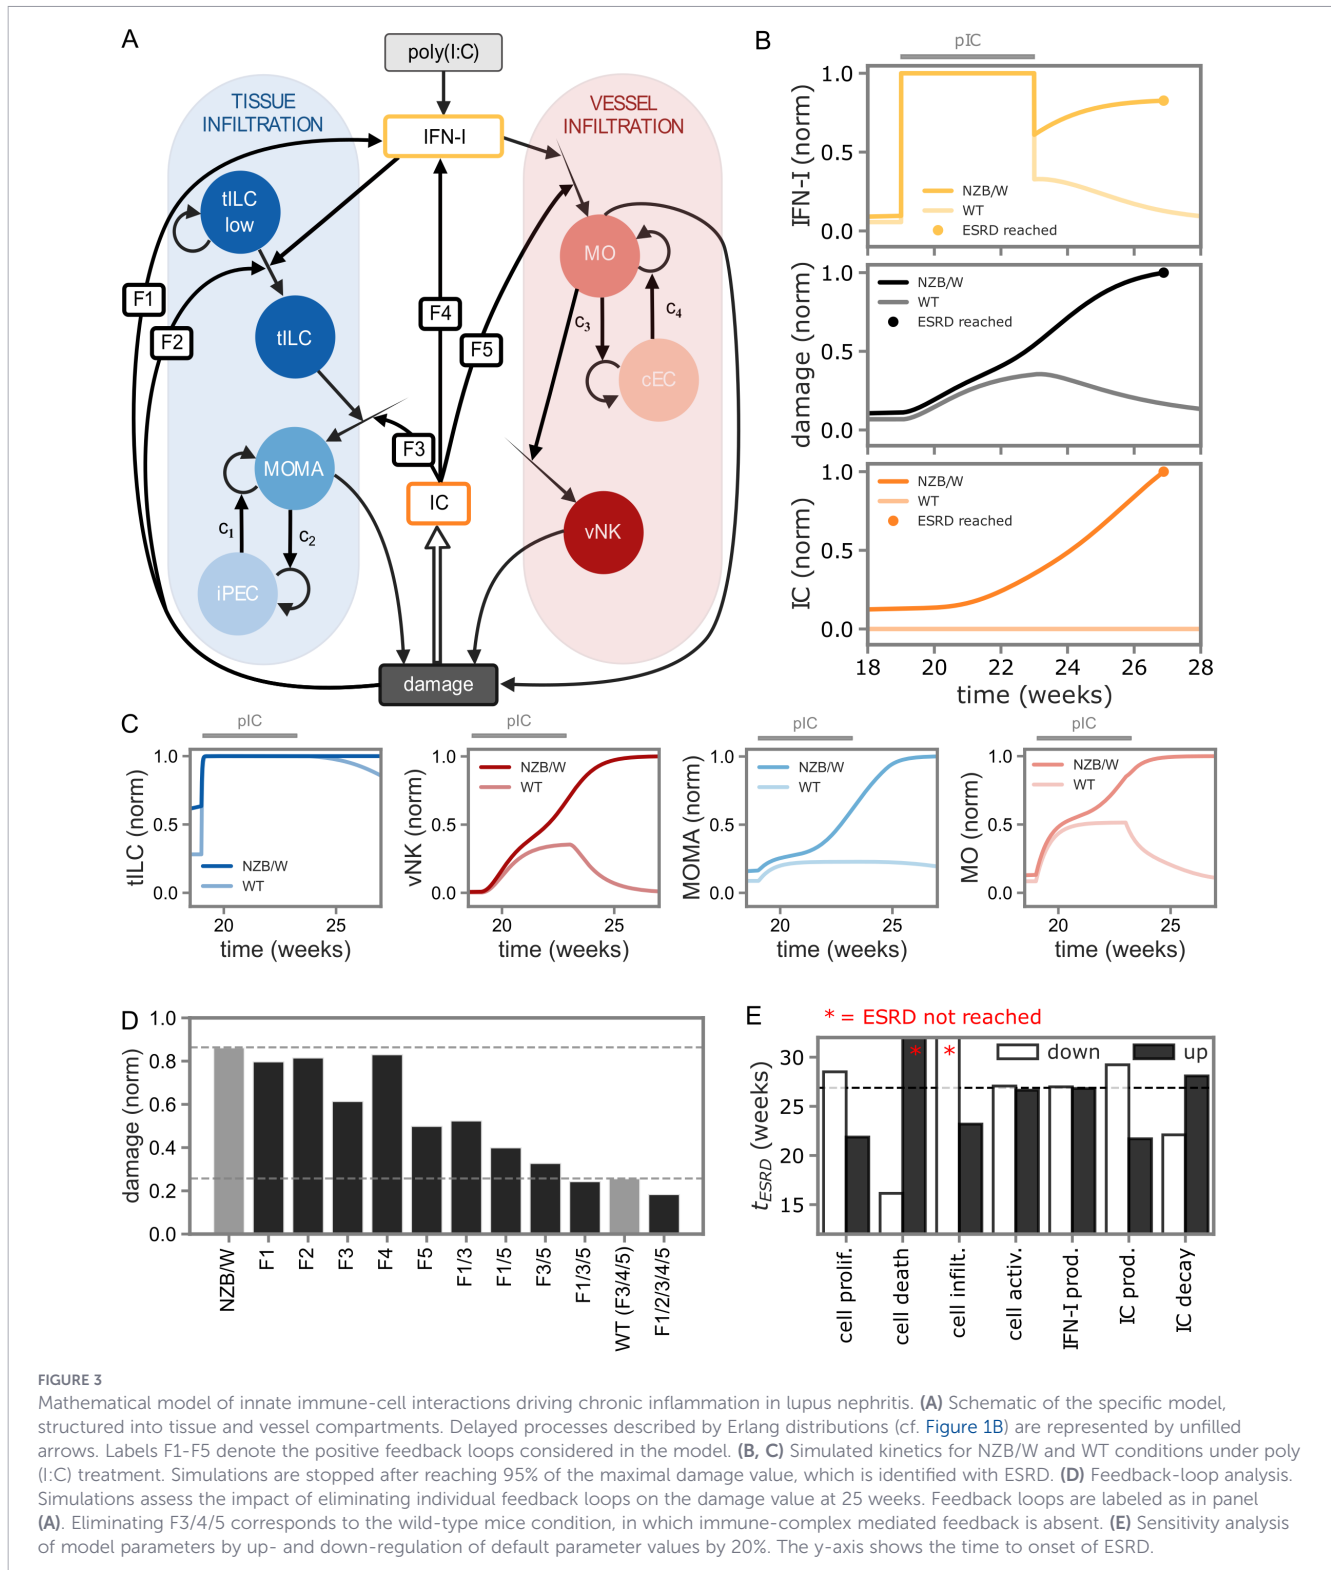 A
poly(I:C)
TISSUE
INFILTRATION
VESSEL
INFILTRATION
IFN-I
tILC
low
MO
F1
F2
F4
F5
tILC
c3
c4
cEC
F3
MOMA
IC
c1
c2
vNK
iPEC
damage
B
pIC
IFN-I (norm)
1.0
0.5
0.0
NZB/W
WT
ESRD reached
damage (norm)
1.0
0.5
0.0
NZB/W
WT
ESRD reached
IC (norm)
1.0
0.5
0.0
NZB/W
WT
ESRD reached
18 20 22 24 26 28
time (weeks)
C
pIC
tILC (norm)
1.0
0.5
0.0
NZB/W
WT
20 25
time (weeks)
pIC
vNK (norm)
1.0
0.5
0.0
NZB/W
WT
20 25
time (weeks)
pIC
MOMA (norm)
1.0
0.5
0.0
NZB/W
WT
20 25
time (weeks)
pIC
MO (norm)
1.0
0.5
0.0
NZB/W
WT
20 25
time (weeks)
D
damage (norm)
1.0
0.8
0.6
0.4
0.2
0.0
NZB/W
F1
F2
F3
F4
F5
F1/3
F1/5
F3/5
F1/3/5
WT (F3/4/5)
F1/2/3/4/5
E
* = ESRD not reached
tESRD (weeks)
30
25
20
15
* *
down up
cell prolif.
cell death
cell infilt.
cell activ.
IFN-I prod.
IC prod.
IC decay
FIGURE 3
Mathematical model of innate immune-cell interactions driving chronic inflammation in lupus nephritis. (A) Schematic of the specific model,
structured into tissue and vessel compartments. Delayed processes described by Erlang distributions (cf. Figure 1B) are represented by unfilled
arrows. Labels F1-F5 denote the positive feedback loops considered in the model. (B, C) Simulated kinetics for NZB/W and WT conditions under poly
(I:C) treatment. Simulations are stopped after reaching 95% of the maximal damage value, which is identified with ESRD. (D) Feedback-loop analysis.
Simulations assess the impact of eliminating individual feedback loops on the damage value at 25 weeks. Feedback loops are labeled as in panel
(A). Eliminating F3/4/5 corresponds to the wild-type mice condition, in which immune-complex mediated feedback is absent. (E) Sensitivity analysis
of model parameters by up- and down-regulation of default parameter values by 20%. The y-axis shows the time to onset of ESRD.